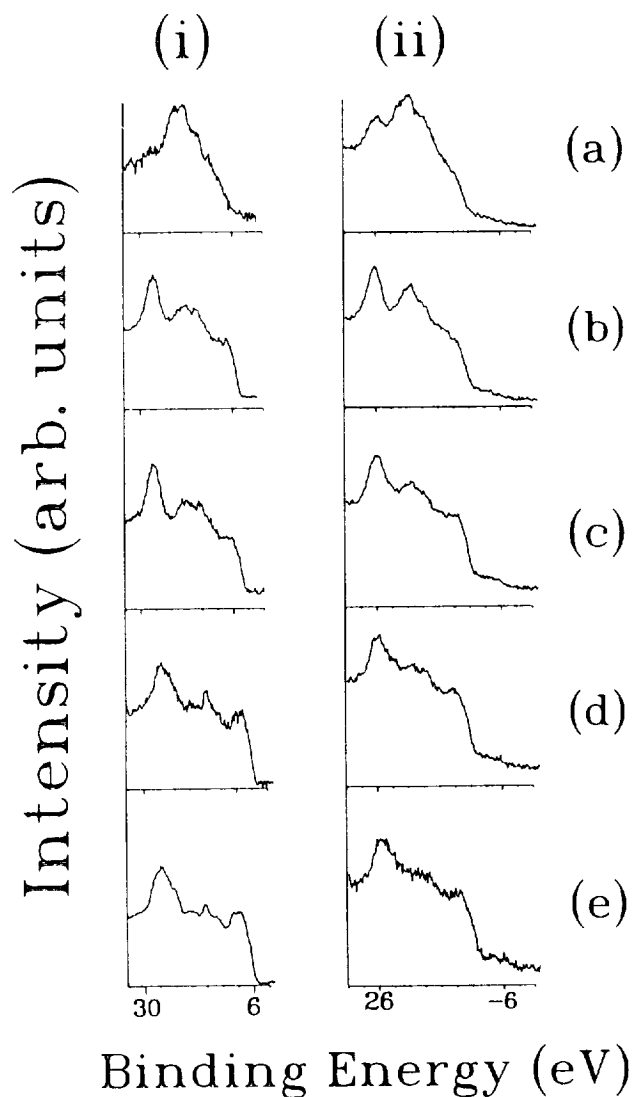 (i) (ii)
(a)
(b)
(c)
(d)
(e)
Intensity (arb. units)
30 6 26 -6
Binding Energy (eV)